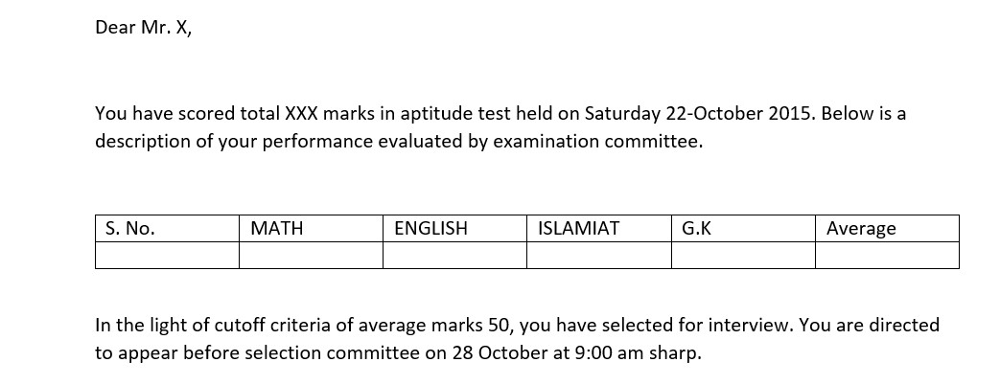 Dear Mr. X,
You have scored total XXX marks in aptitude test held on Saturday 22-October 2015. Below is a
description of your performance evaluated by examination committee.
S. No. MATH ENGLISH ISLAMIAT G.K Average
In the light of cutoff criteria of average marks 50, you have selected for interview. You are directed
to appear before selection committee on 28 October at 9:00 am sharp.